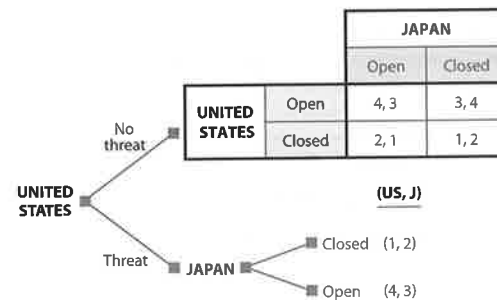 JAPAN
Open Closed
UNITED STATES Open 4, 3 3, 4
Closed 2, 1 1, 2
No threat
UNITED STATES
(US, J)
Threat
JAPAN
Closed (1, 2)
Open (4, 3)